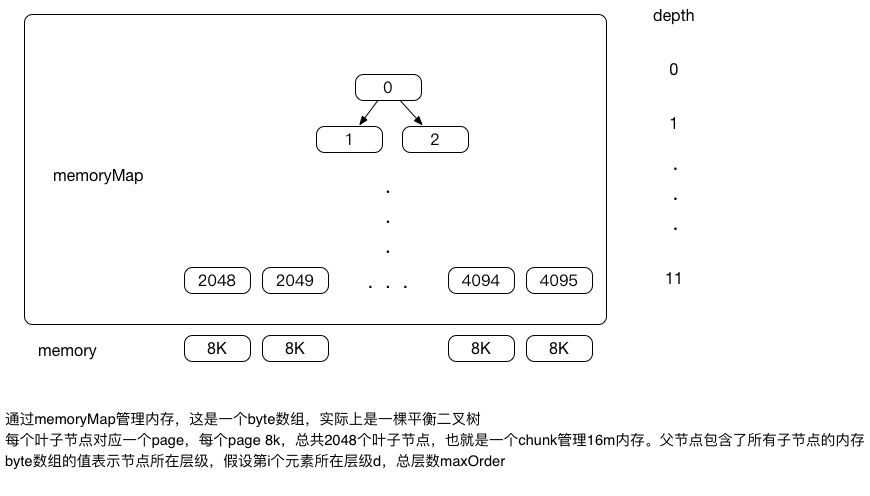 depth
0
0
1
1
2
memoryMap
.
.
.
.
.
.
2048
2049
. . .
4094
4095
11
memory
8K
8K
8K
8K
通过memoryMap管理内存，这是一个byte数组，实际上是一棵平衡二叉树
每个叶子节点对应一个page，每个page 8k，总共2048个叶子节点，也就是一个chunk管理16m内存。父节点包含了所有子节点的内存
byte数组的值表示节点所在层级，假设第i个元素所在层级d，总层数maxOrder